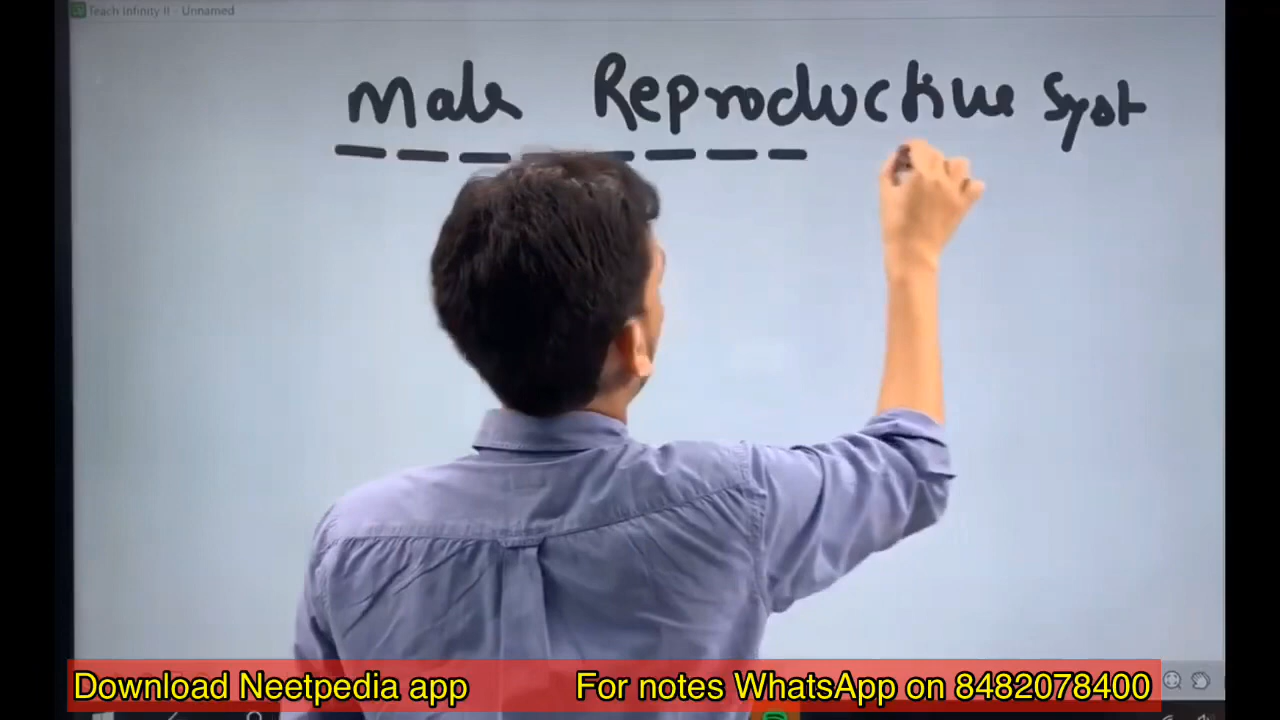 Teach Infinity II - Unnamed
Male Reproductive Syst
Download Neetpedia app For notes WhatsApp on 8482078400